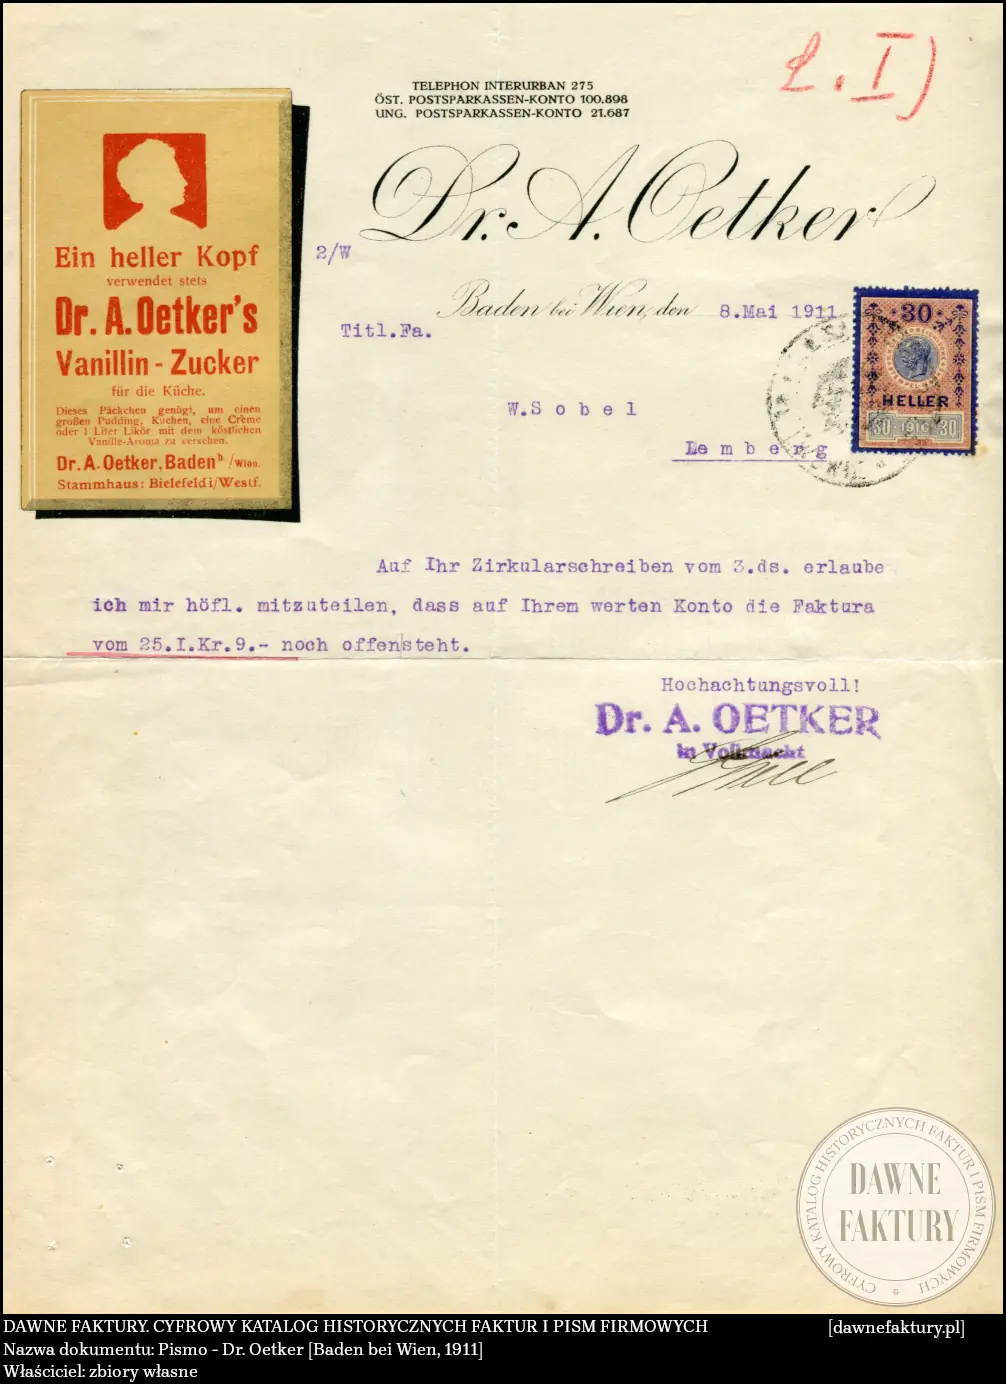 L. I)
TELEPHON INTERURBAN 275
ÖST. POSTSPARKASSEN-KONTO 100.898
UNG. POSTSPARKASSEN-KONTO 21.687
Dr. A. Oetker
Ein heller Kopf
verwendet stets
Dr. A. Oetker's
Vanillin - Zucker
für die Küche.
Dieses Päckchen genügt, um einen
großen Pudding, Kuchen, eine Crême
oder 1 Liter Likör mit dem köstlichen
Vanille-Aroma zu versehen.
Dr. A. Oetker, Baden b/Wien.
Stammhaus: Bielefeld i/Westf.
2/W
Baden bei Wien, den 8.Mai 1911
Titl.Fa.
W.S o b e l
L e m b e r g
30
HELLER
30 1910 30
Auf Ihr Zirkularschreiben vom 3.ds. erlaube
ich mir höfl. mitzuteilen, dass auf Ihrem werten Konto die Faktura
vom 25.I.Kr.9.- noch offensteht.
Hochachtungsvoll!
Dr. A. OETKER
in Vollmacht
CYFROWY KATALOG HISTORYCZNYCH FAKTUR I PISM FIRMOWYCH
DAWNE
FAKTURY
DAWNE FAKTURY. CYFROWY KATALOG HISTORYCZNYCH FAKTUR I PISM FIRMOWYCH [dawnefaktury.pl]
Nazwa dokumentu: Pismo - Dr. Oetker [Baden bei Wien, 1911]
Właściciel: zbiory własne